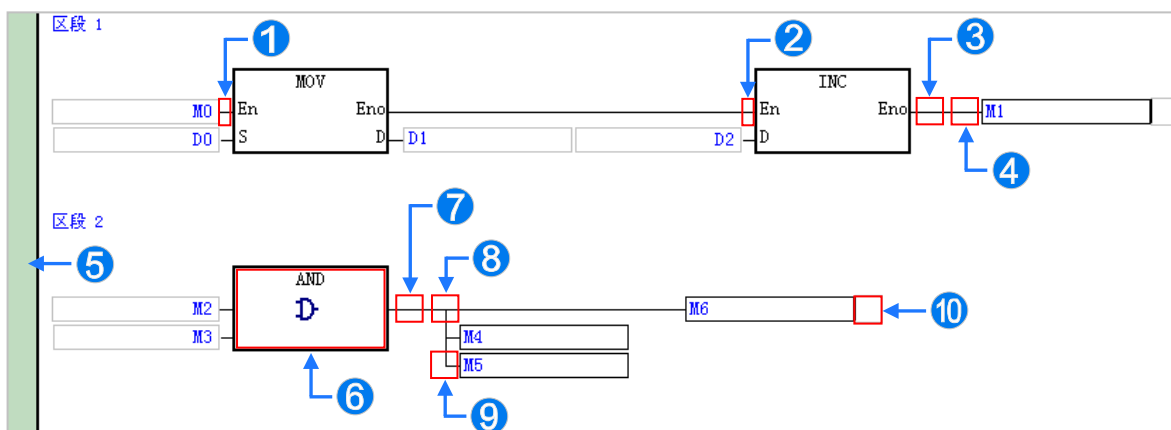 区段 1
1 2 3
MOV INC
M0 En Eno En Eno M1
D0 S D D1 D2 D
4
区段 2
7
5 8
AND
M2 M6 10
M3 M4
M5
6 9